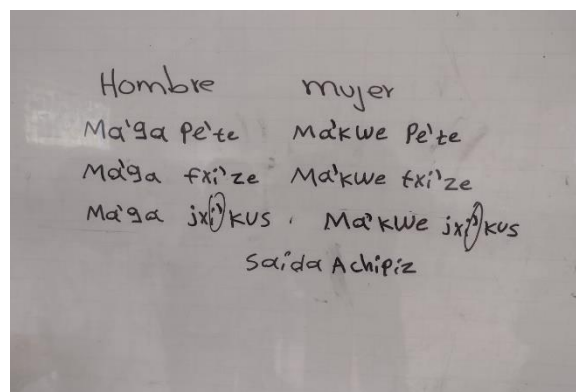 Hombre mujer
Ma'ga pe'te Ma'kwe pe'te
Ma'ga txi'ze Ma'kwe txi'ze
Ma'ga jxi'kus. Ma'kwe jxi'kus
Saida Achipiz